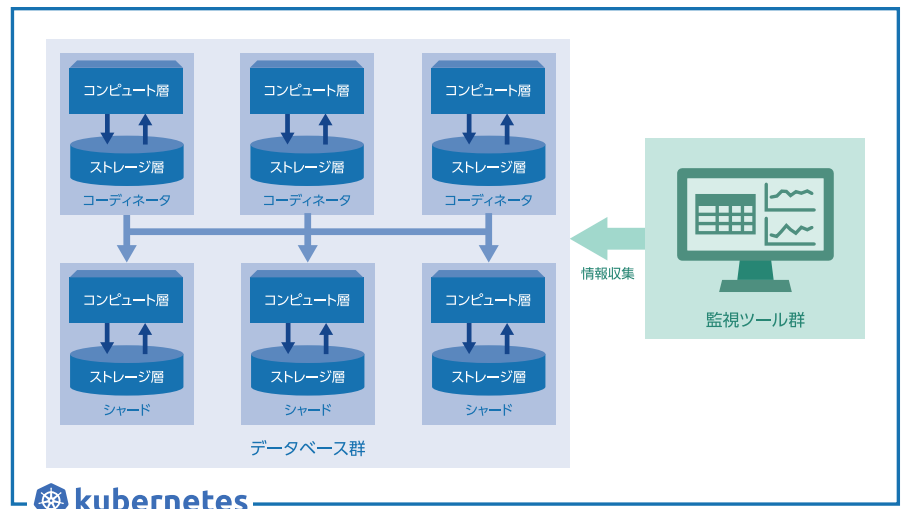 コンピュート層
コンピュート層
コンピュート層
ストレージ層
ストレージ層
ストレージ層
コーディネータ
コーディネータ
コーディネータ
情報収集
コンピュート層
コンピュート層
コンピュート層
監視ツール群
ストレージ層
ストレージ層
ストレージ層
シャード
シャード
シャード
データベース群
kubernetes